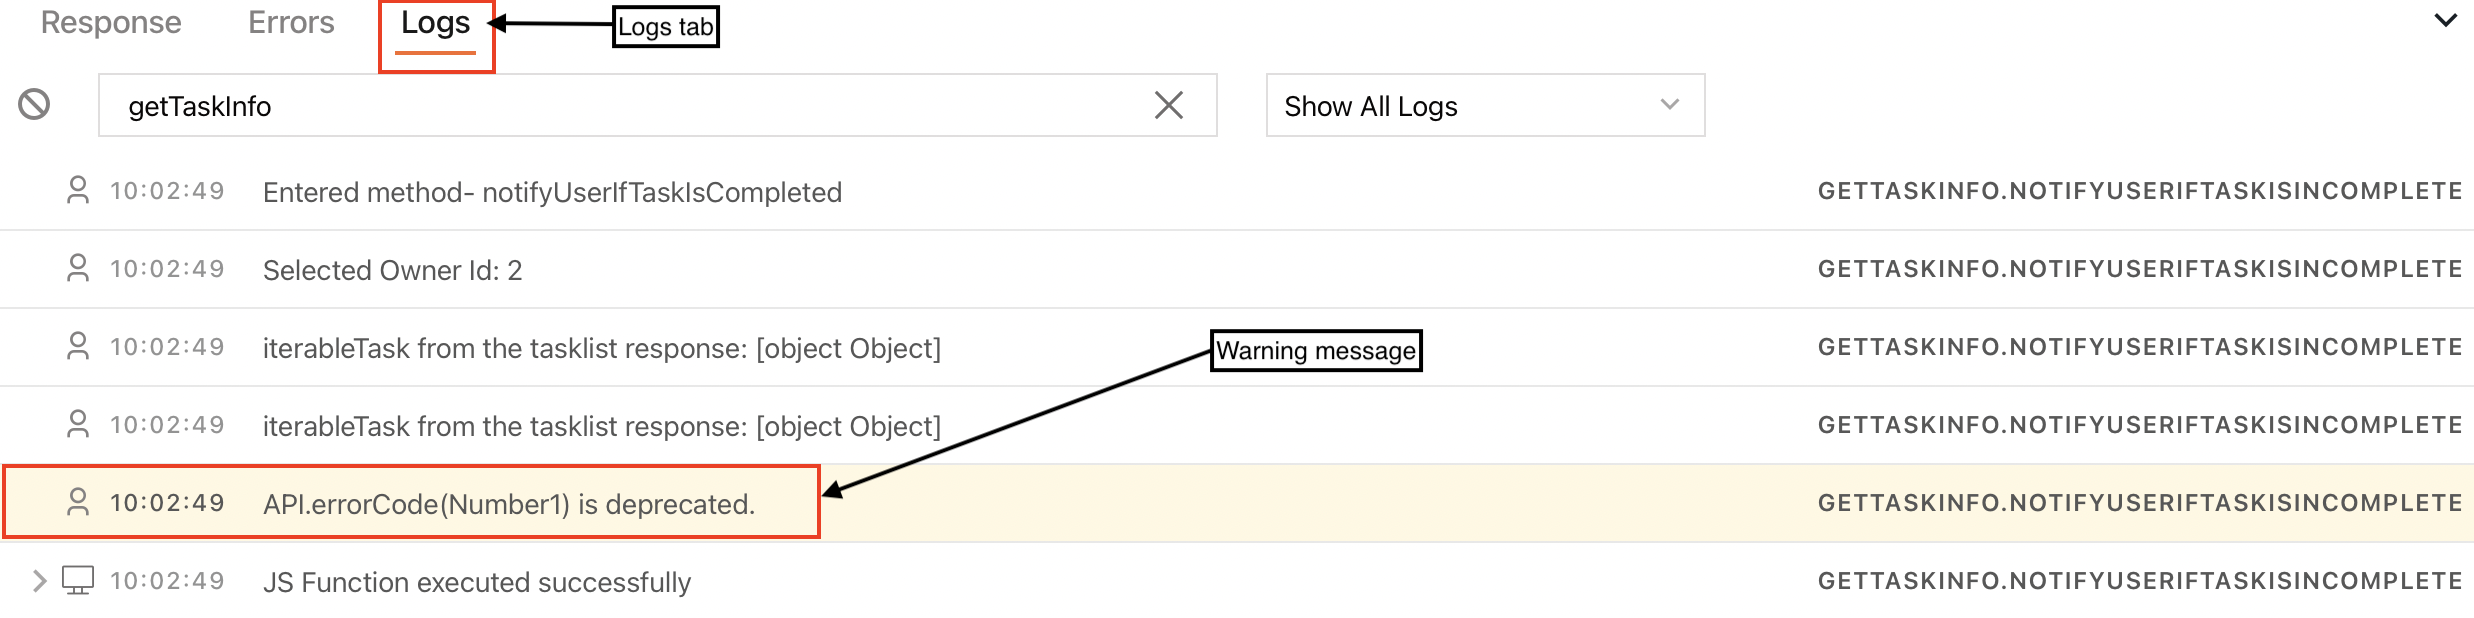 Response Errors Logs Logs tab
getTaskInfo Show All Logs
10:02:49 Entered method- notifyUserIfTaskIsCompleted GETTASKINFO.NOTIFYUSERIFTASKISINCOMPLETE
10:02:49 Selected Owner Id: 2 GETTASKINFO.NOTIFYUSERIFTASKISINCOMPLETE
10:02:49 iterableTask from the tasklist response: [object Object] GETTASKINFO.NOTIFYUSERIFTASKISINCOMPLETE
Warning message
10:02:49 iterableTask from the tasklist response: [object Object] GETTASKINFO.NOTIFYUSERIFTASKISINCOMPLETE
10:02:49 API.errorCode(Number1) is deprecated. GETTASKINFO.NOTIFYUSERIFTASKISINCOMPLETE
10:02:49 JS Function executed successfully GETTASKINFO.NOTIFYUSERIFTASKISINCOMPLETE